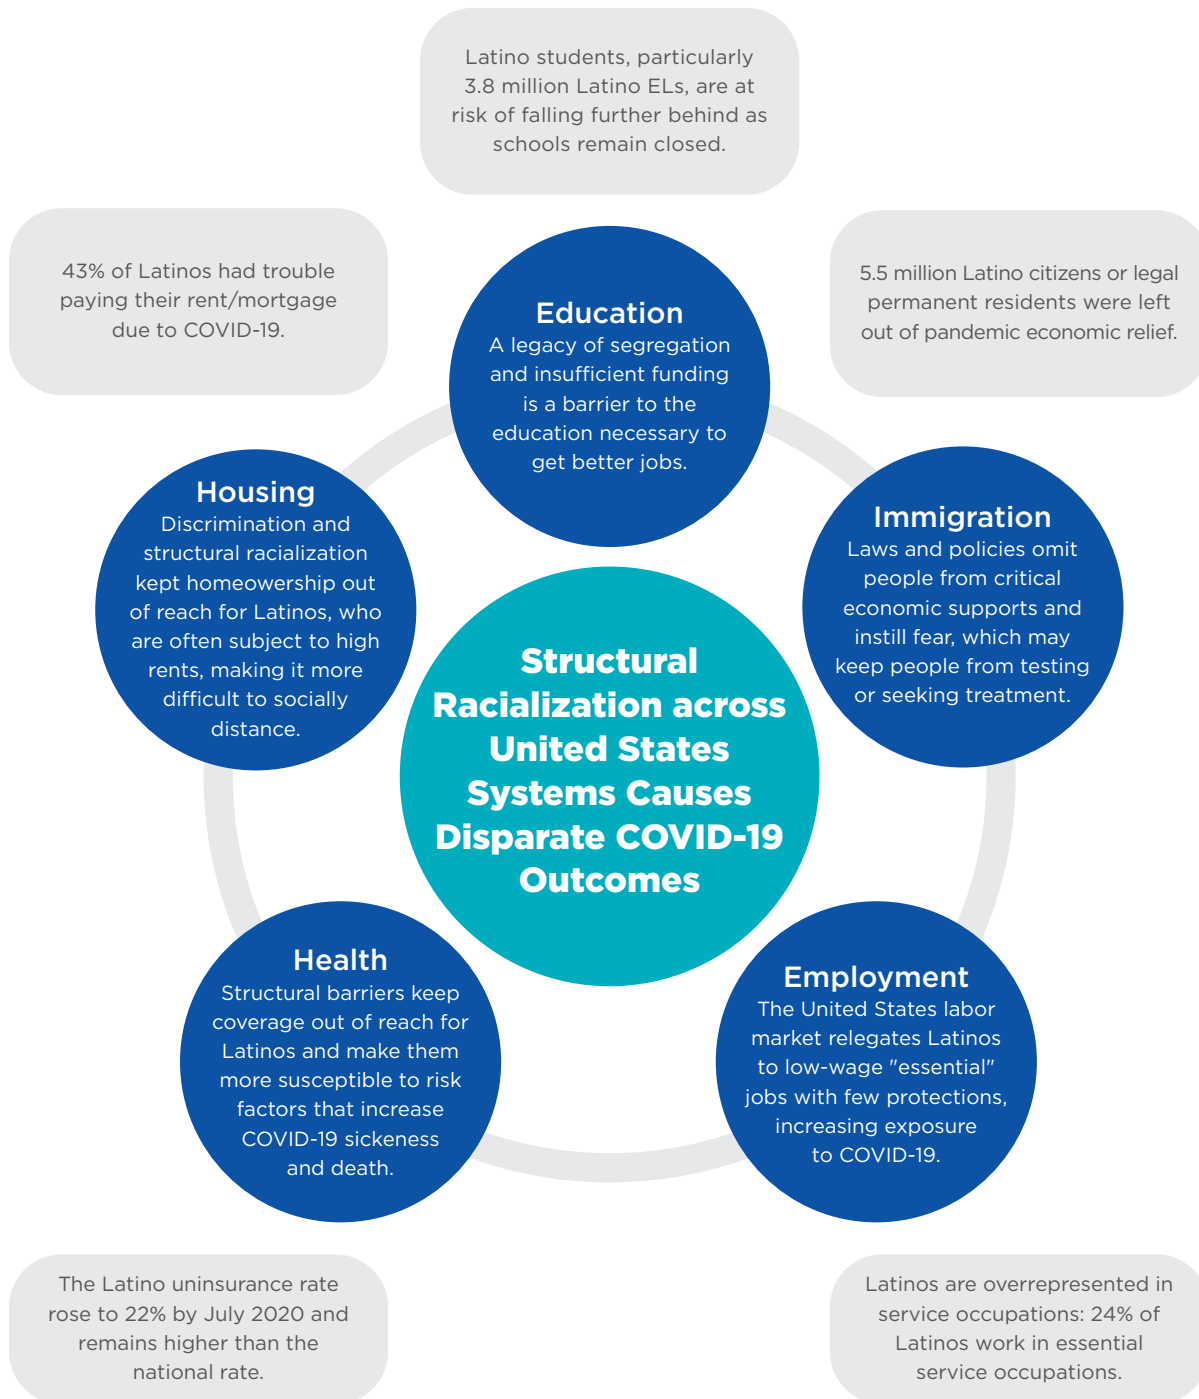 Latino students, particularly
3.8 million Latino ELs, are at
risk of falling further behind as
schools remain closed.
43% of Latinos had trouble
paying their rent/mortgage
due to COVID-19.
5.5 million Latino citizens or legal
permanent residents were left
out of pandemic economic relief.
Education
A legacy of segregation
and insufficient funding
is a barrier to the
education necessary to
get better jobs.
Housing
Discrimination and
structural racialization
kept homeowership out
of reach for Latinos, who
are often subject to high
rents, making it more
difficult to socially
distance.
Immigration
Laws and policies omit
people from critical
economic supports and
instill fear, which may
keep people from testing
or seeking treatment.
Structural
Racialization across
United States
Systems Causes
Disparate COVID-19
Outcomes
Health
Structural barriers keep
coverage out of reach for
Latinos and make them
more susceptible to risk
factors that increase
COVID-19 sickeness
and death.
Employment
The United States labor
market relegates Latinos
to low-wage "essential"
jobs with few protections,
increasing exposure
to COVID-19.
The Latino uninsurance rate
rose to 22% by July 2020 and
remains higher than the
national rate.
Latinos are overrepresented in
service occupations: 24% of
Latinos work in essential
service occupations.